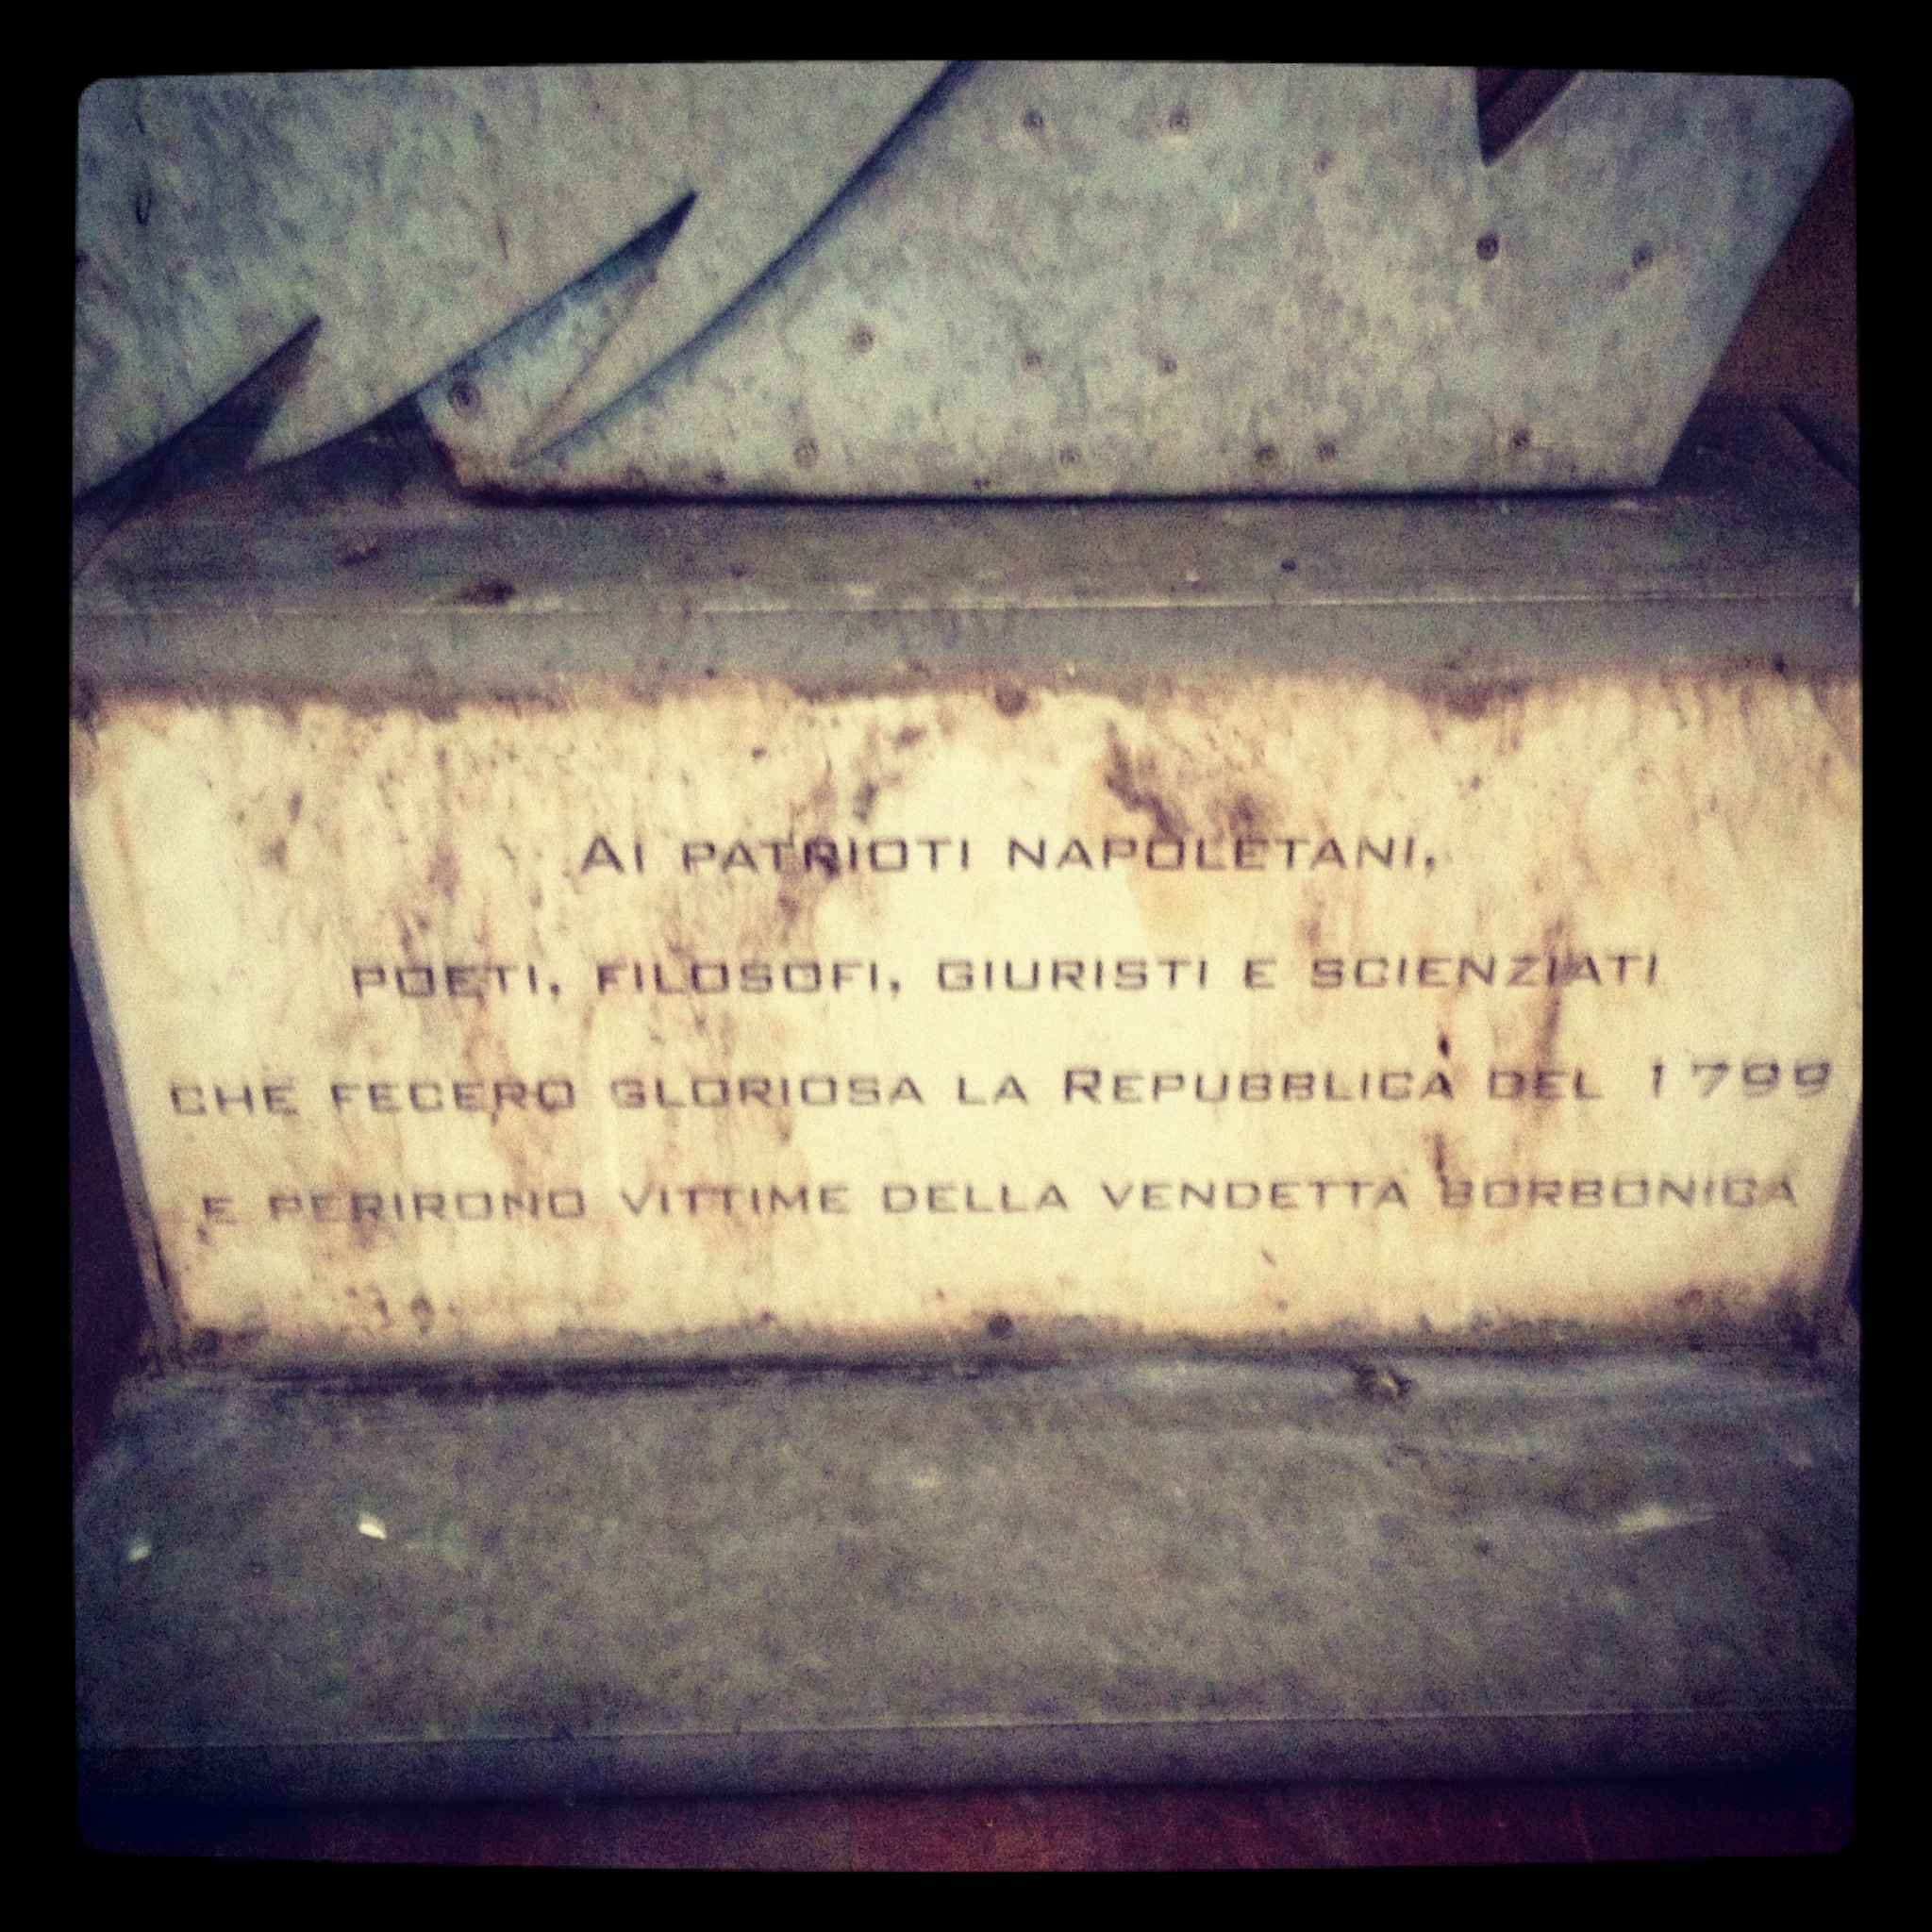 Ai patrioti napoletani,
poeti, filosofi, giuristi e scienziati
che fecero gloriosa la Repubblica del 1799
e perirono vittime della vendetta borbonica